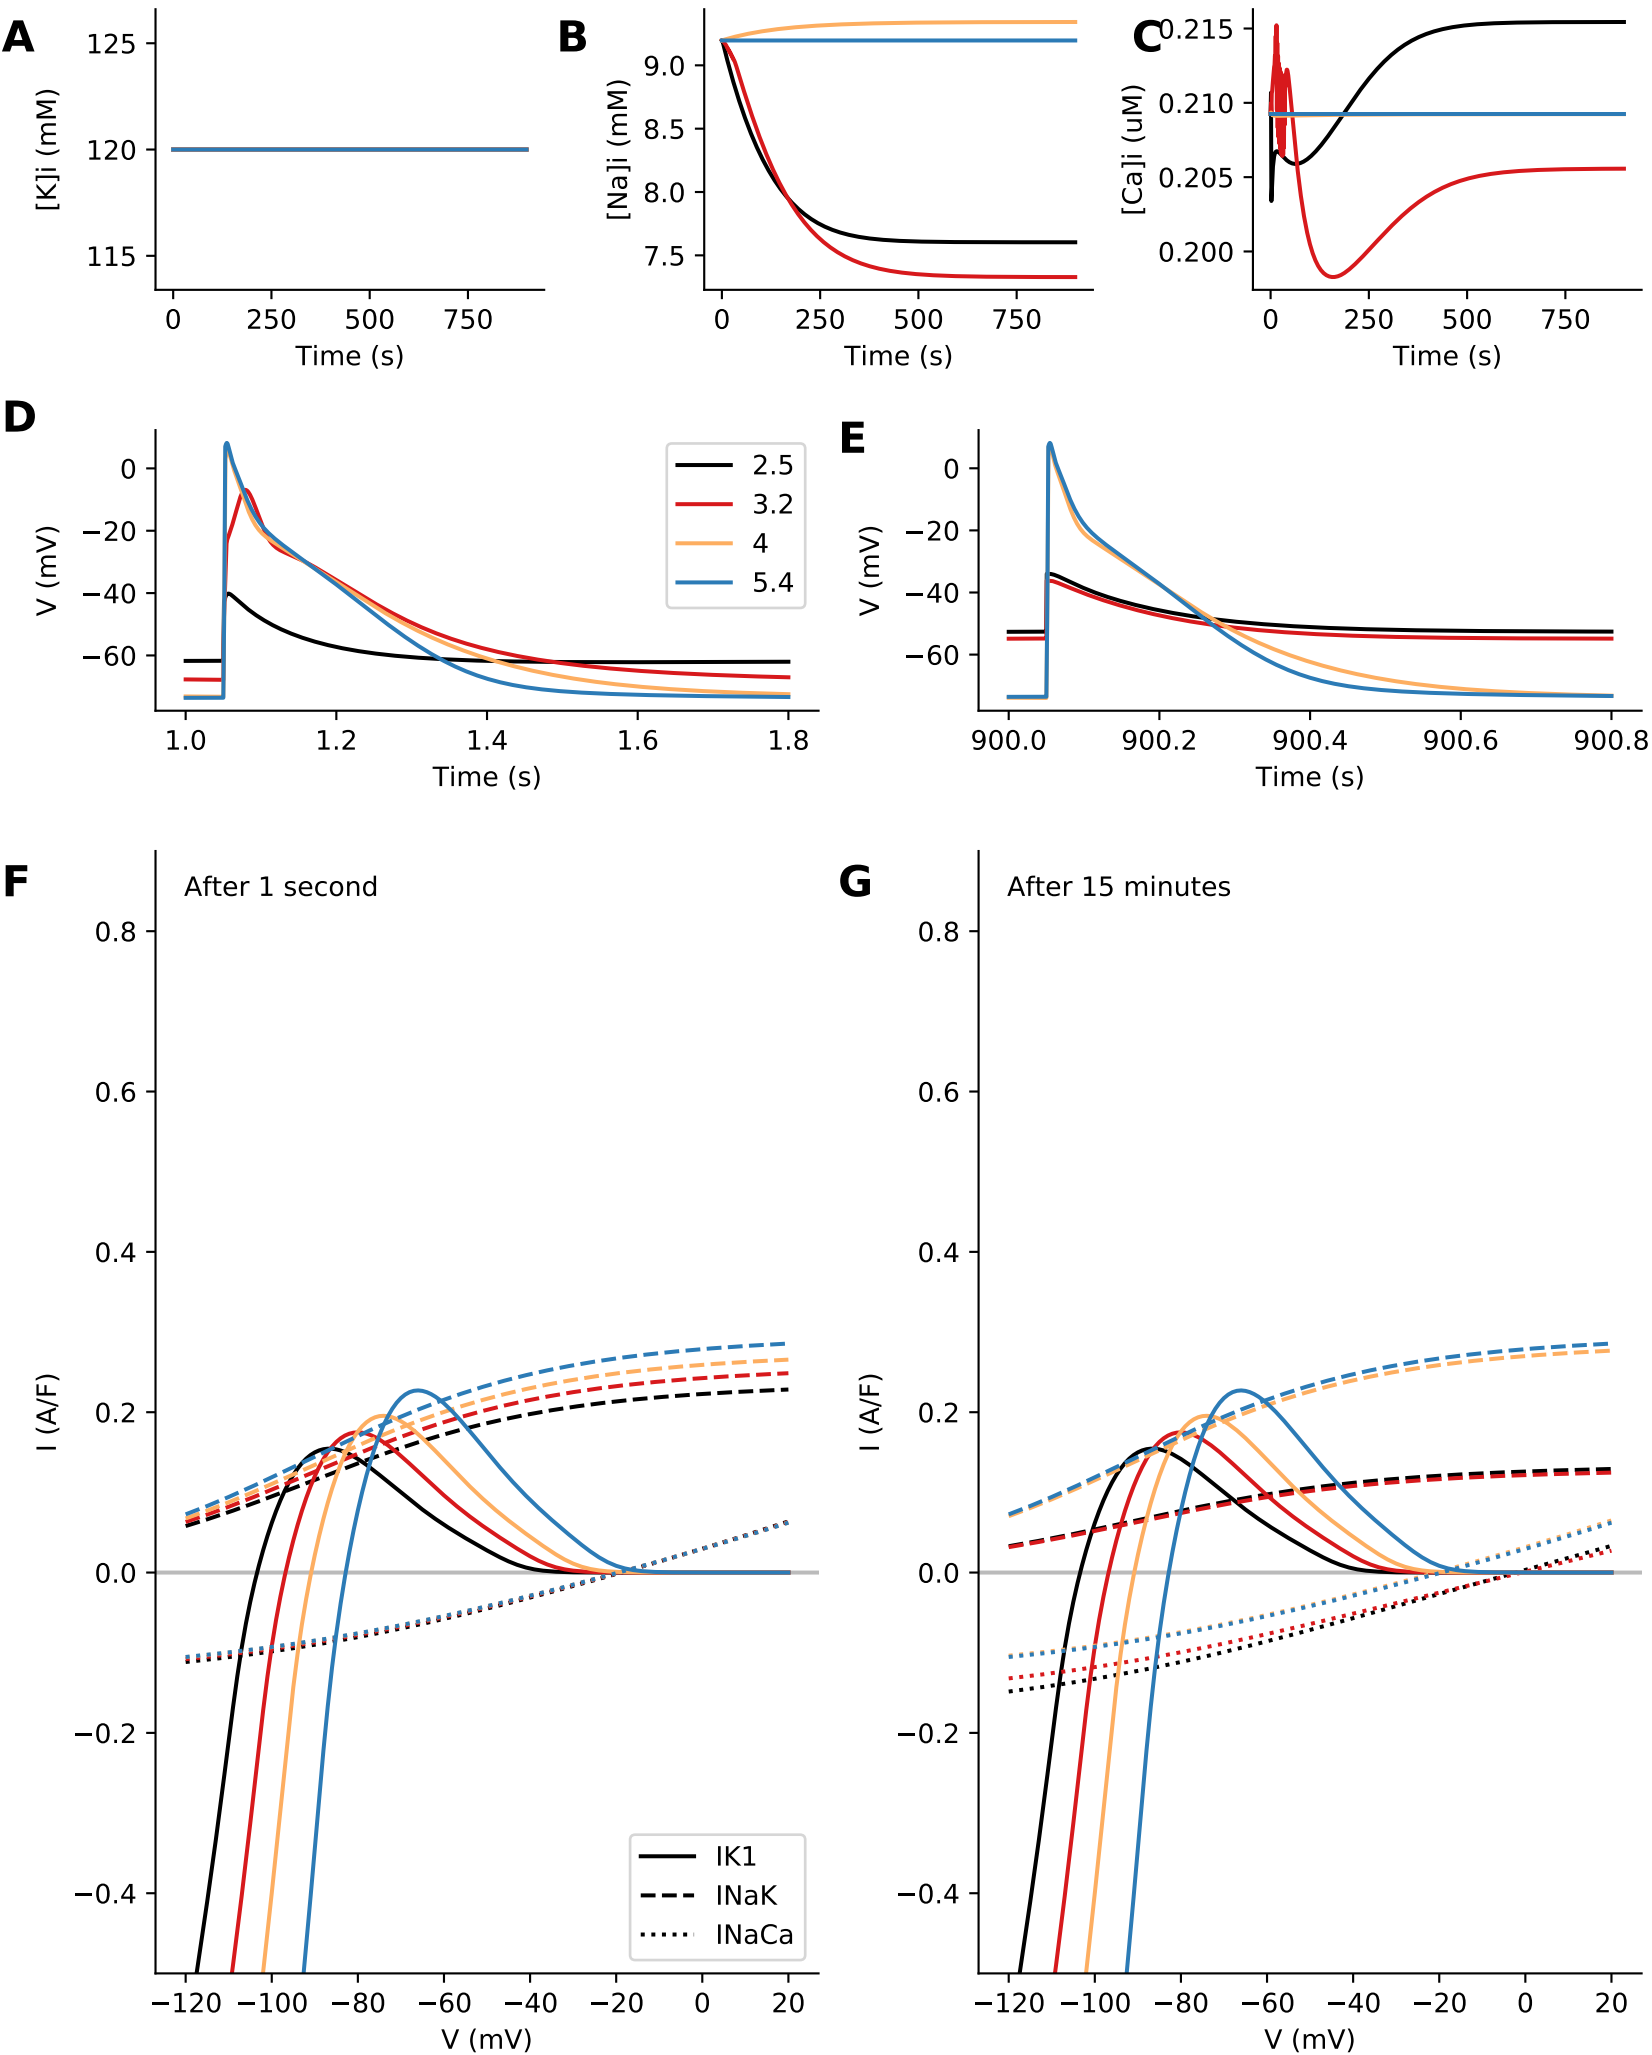 A
125
120
115
[K]i (mM)
0 250 500 750
Time (s)
B
9.0
8.5
8.0
7.5
[Na]i (mM)
0 250 500 750
Time (s)
C
0.215
0.210
0.205
0.200
[Ca]i (uM)
0 250 500 750
Time (s)
D
0
−20
−40
−60
V (mV)
1.0 1.2 1.4 1.6 1.8
Time (s)
2.5
3.2
4
5.4
E
0
−20
−40
−60
V (mV)
900.0 900.2 900.4 900.6 900.8
Time (s)
F
After 1 second
0.8
0.6
0.4
0.2
0.0
−0.2
−0.4
I (A/F)
IK1
INaK
INaCa
−120 −100 −80 −60 −40 −20 0 20
V (mV)
G
After 15 minutes
0.8
0.6
0.4
0.2
0.0
−0.2
−0.4
I (A/F)
−120 −100 −80 −60 −40 −20 0 20
V (mV)